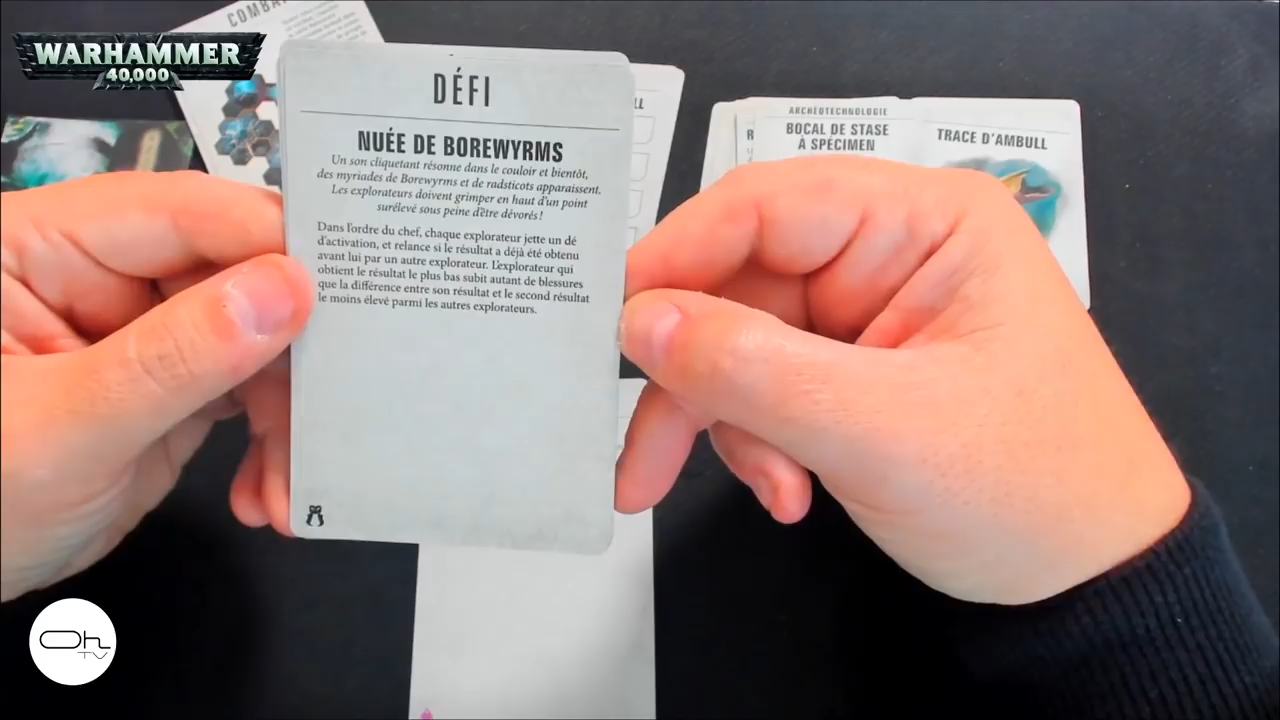 WARHAMMER
40,000
COMBA
DÉFI
NUÉE DE BOREWYRMS
Un son cliquetant résonne dans le couloir et bientôt,
des myriades de Borewyrms et de radsticots apparaissent.
Les explorateurs doivent grimper en haut d'un point
surélevé sous peine d'être dévorés !
Dans l'ordre du chef, chaque explorateur jette un dé
d'activation, et relance si le résultat a déjà été obtenu
avant lui par un autre explorateur. L'explorateur qui
obtient le résultat le plus bas subit autant de blessures
que la différence entre son résultat et le second résultat
le moins élevé parmi les autres explorateurs.
LL
ARCHÉOTECHNOLOGIE
BOCAL DE STASE
À SPÉCIMEN
TRACE D'AMBULL
Oh
TV